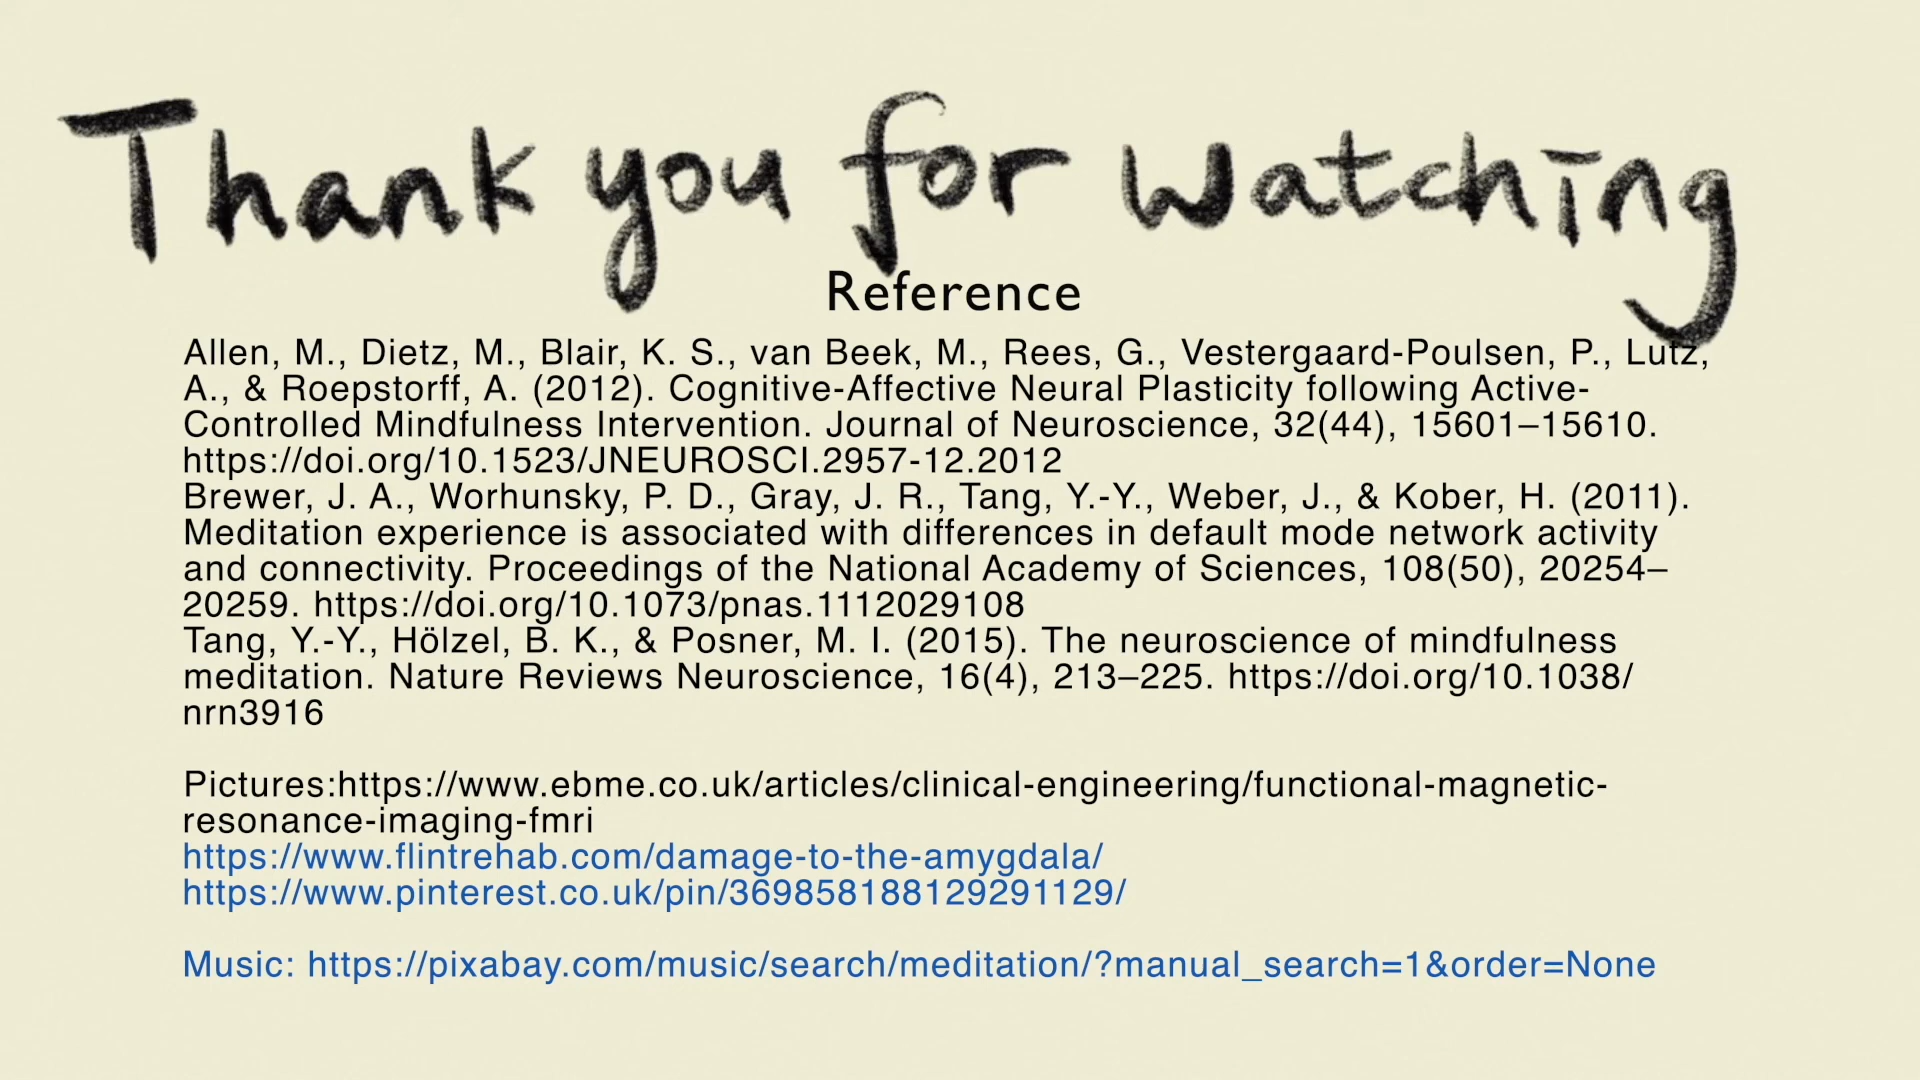 Thank you for watching
Reference
Allen, M., Dietz, M., Blair, K. S., van Beek, M., Rees, G., Vestergaard-Poulsen, P., Lutz,
A., & Roepstorff, A. (2012). Cognitive-Affective Neural Plasticity following Active-
Controlled Mindfulness Intervention. Journal of Neuroscience, 32(44), 15601–15610.
https://doi.org/10.1523/JNEUROSCI.2957-12.2012
Brewer, J. A., Worhunsky, P. D., Gray, J. R., Tang, Y.-Y., Weber, J., & Kober, H. (2011).
Meditation experience is associated with differences in default mode network activity
and connectivity. Proceedings of the National Academy of Sciences, 108(50), 20254–
20259. https://doi.org/10.1073/pnas.1112029108
Tang, Y.-Y., Hölzel, B. K., & Posner, M. I. (2015). The neuroscience of mindfulness
meditation. Nature Reviews Neuroscience, 16(4), 213–225. https://doi.org/10.1038/
nrn3916
Pictures:https://www.ebme.co.uk/articles/clinical-engineering/functional-magnetic-
resonance-imaging-fmri
https://www.flintrehab.com/damage-to-the-amygdala/
https://www.pinterest.co.uk/pin/369858188129291129/
Music: https://pixabay.com/music/search/meditation/?manual_search=1&order=None